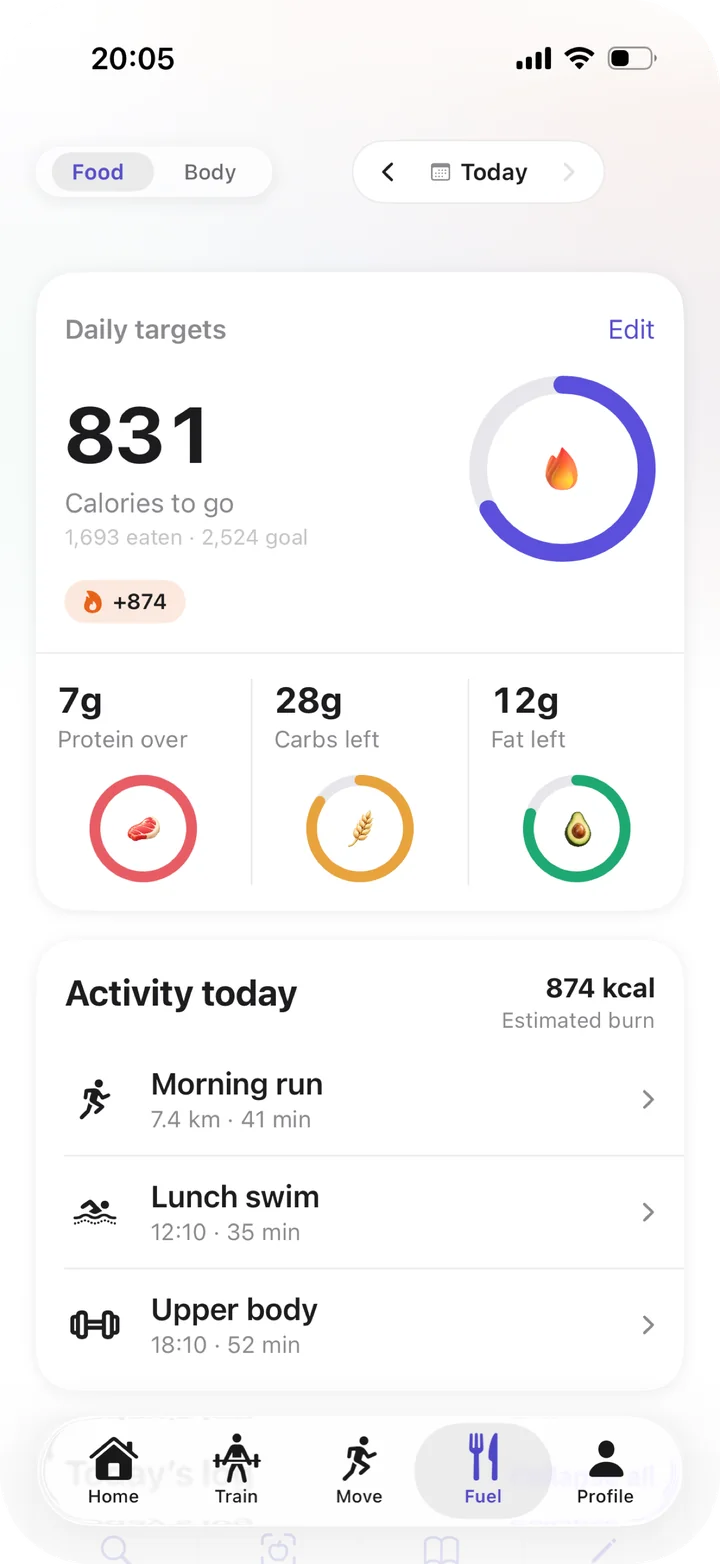 20:05
Food Body
Today
Daily targets Edit
831
Calories to go
1,693 eaten · 2,524 goal
+874
7g 28g 12g
Protein over Carbs left Fat left
Activity today 874 kcal
Estimated burn
Morning run
7.4 km · 41 min
Lunch swim
12:10 · 35 min
Upper body
18:10 · 52 min
Home Train Move Fuel Profile